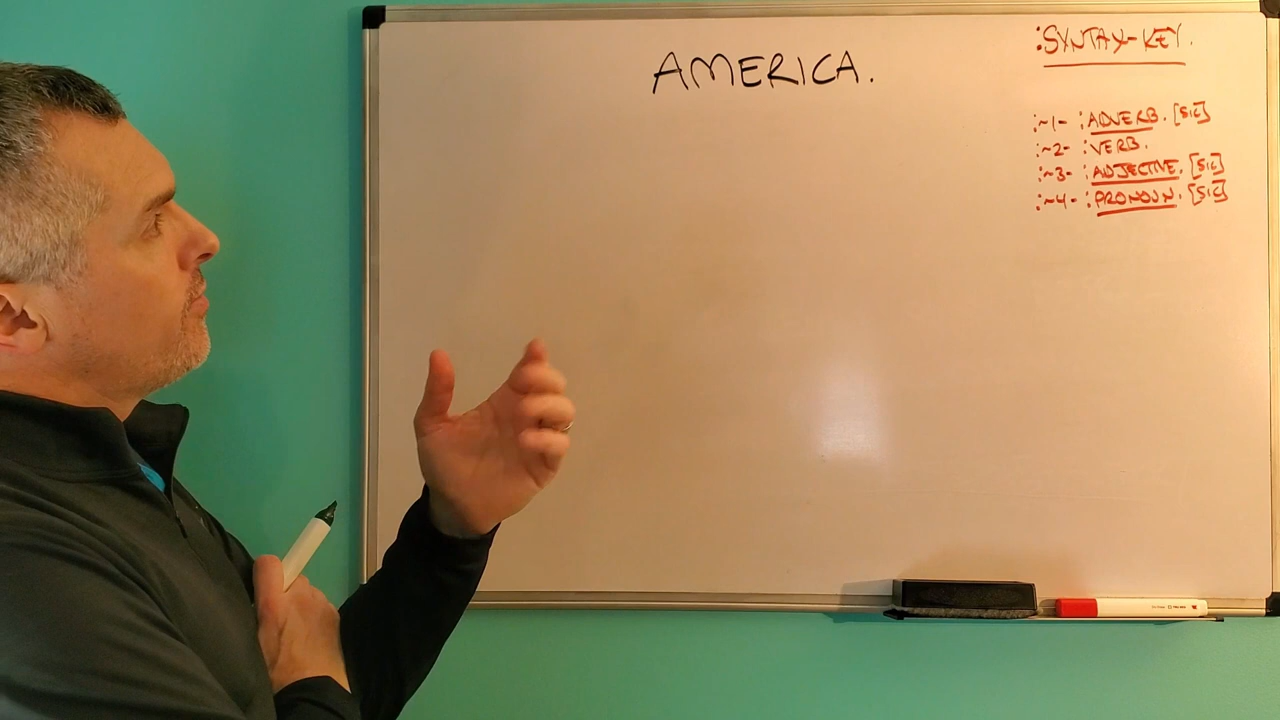 AMERICA.
:SYNTAX-KEY.
:~1- :ADVERB. [SIC]
:~2- :VERB.
:~3- :ADJECTIVE. [SIC]
:~4- :PRONOUN. [SIC]